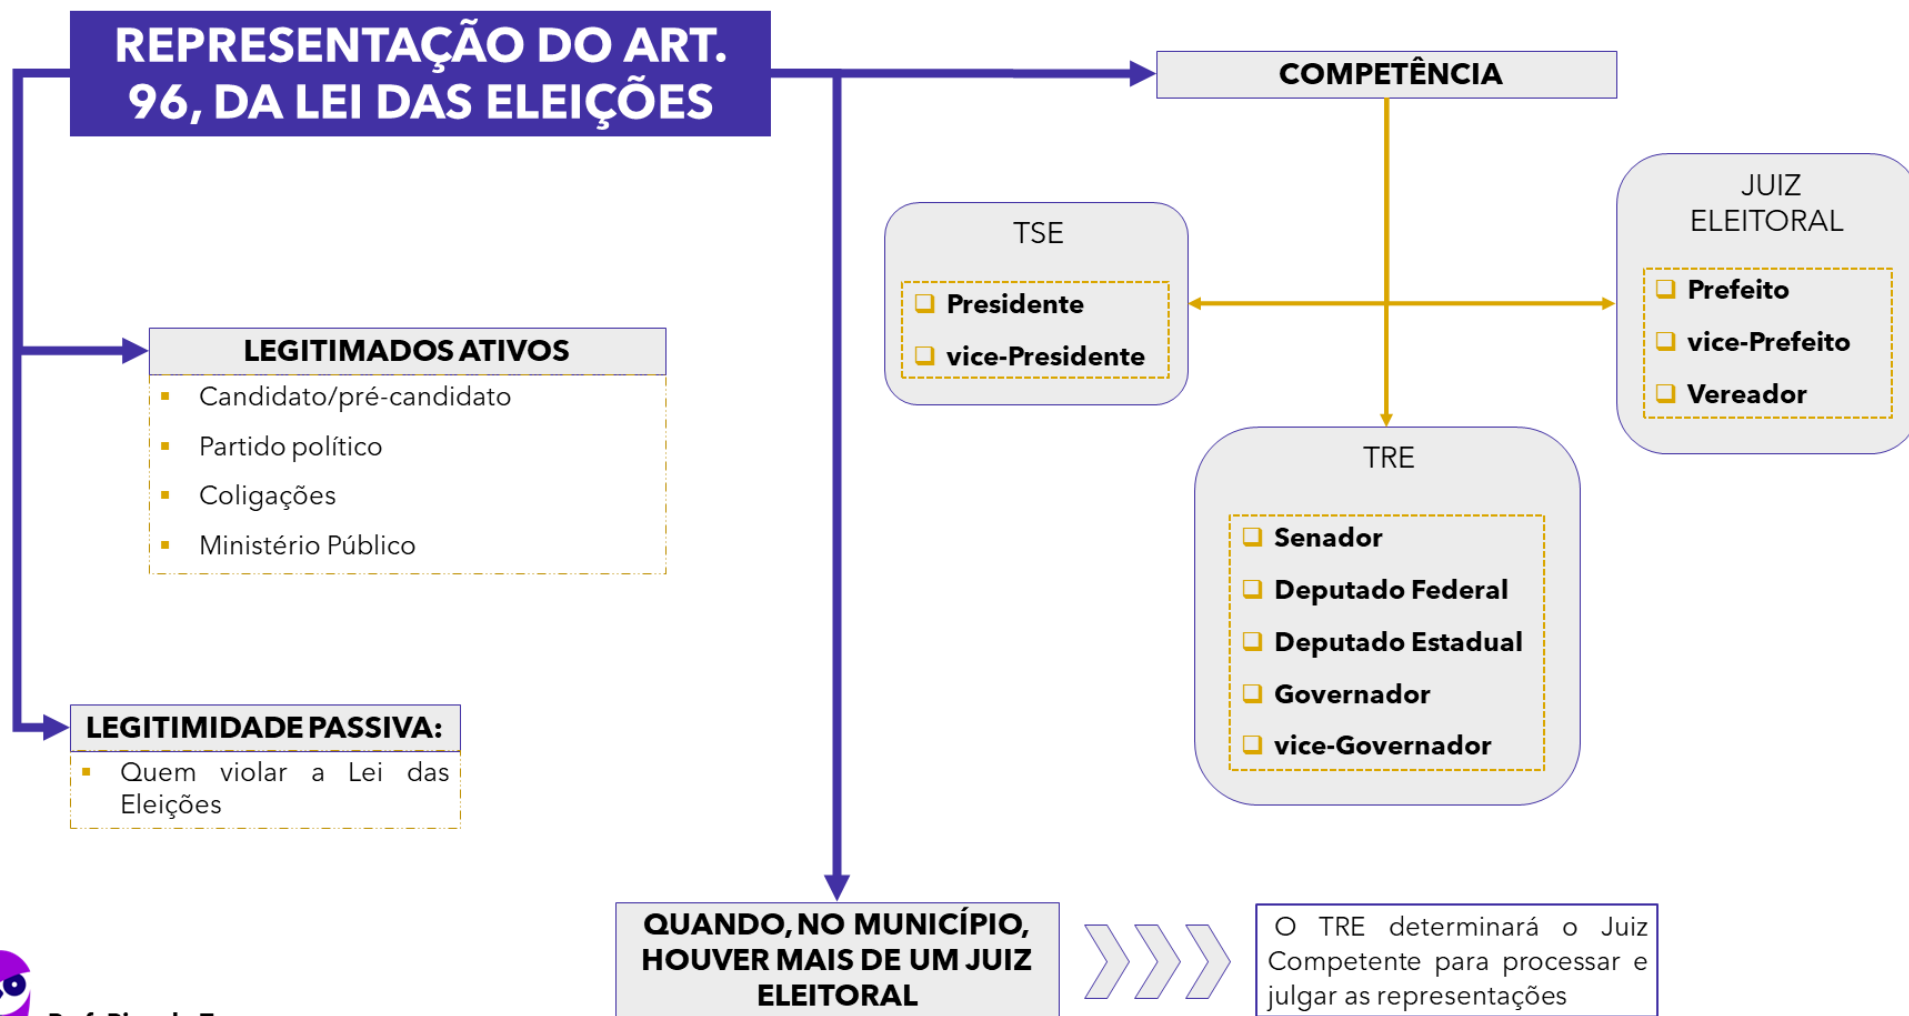 REPRESENTAÇÃO DO ART.
96, DA LEI DAS ELEIÇÕES
COMPETÊNCIA
TSE
Presidente
vice-Presidente
JUIZ
ELEITORAL
Prefeito
vice-Prefeito
Vereador
TRE
Senador
Deputado Federal
Deputado Estadual
Governador
vice-Governador
LEGITIMADOS ATIVOS
Candidato/pré-candidato
Partido político
Coligações
Ministério Público
LEGITIMIDADE PASSIVA:
Quem violar a Lei das
Eleições
QUANDO, NO MUNICÍPIO,
HOUVER MAIS DE UM JUIZ
ELEITORAL
O TRE determinará o Juiz
Competente para processar e
julgar as representações